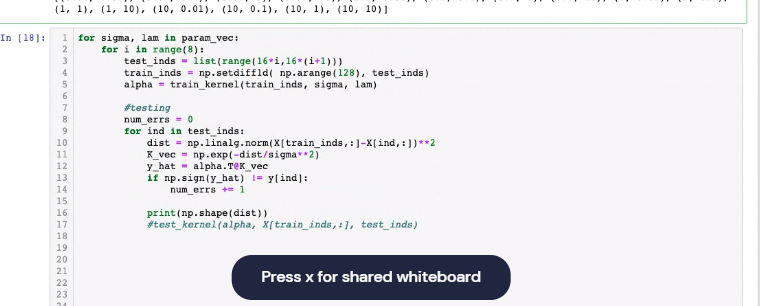 (1, 1), (1, 10), (10, 0.01), (10, 0.1), (10, 1), (10, 10)]
In [18]:
1 for sigma, lam in param_vec:
2 for i in range(8):
3 test_inds = list(range(16*i,16*(i+1)))
4 train_inds = np.setdiff1d( np.arange(128), test_inds)
5 alpha = train_kernel(train_inds, sigma, lam)
6
7 #testing
8 num_errs = 0
9 for ind in test_inds:
10 dist = np.linalg.norm(X[train_inds,:]-X[ind,:])**2
11 K_vec = np.exp(-dist/sigma**2)
12 y_hat = alpha.T@K_vec
13 if np.sign(y_hat) != y[ind]:
14 num_errs += 1
15
16 print(np.shape(dist))
17 #test_kernel(alpha, X[train_inds,:], test_inds)
18
19
20
21
22
23
Press x for shared whiteboard